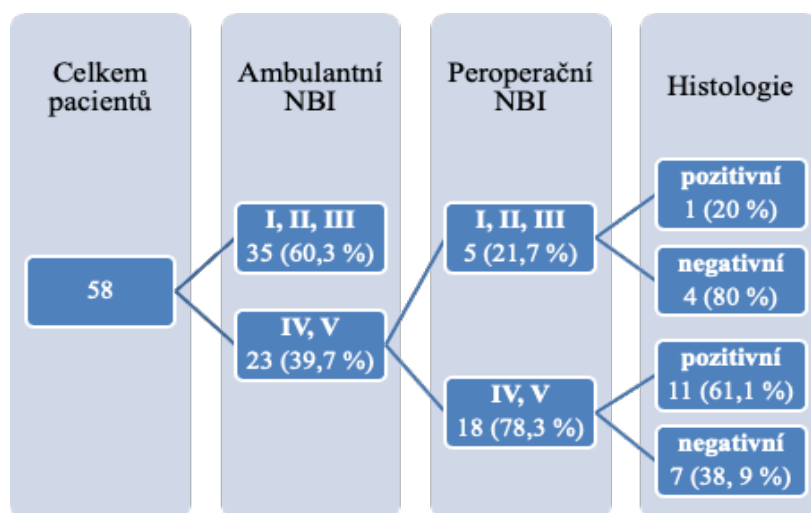 Celkem
pacientů
Ambulantní
NBI
Peroperační
NBI
Histologie
58
I, II, III
35 (60,3 %)
IV, V
23 (39,7 %)
I, II, III
5 (21,7 %)
IV, V
18 (78,3 %)
pozitivní
1 (20 %)
negativní
4 (80 %)
pozitivní
11 (61,1 %)
negativní
7 (38, 9 %)